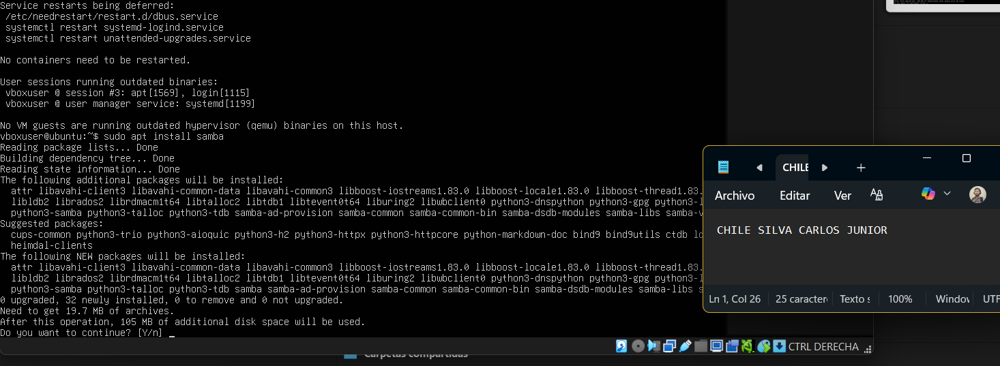 Service restarts being deferred:
/etc/needrestart/restart.d/dbus.service
systemctl restart systemd-logind.service
systemctl restart unattended-upgrades.service
No containers need to be restarted.
User sessions running outdated binaries:
vboxuser @ session #3: apt[1569], login[1115]
vboxuser @ user manager service: systemd[1199]
No VM guests are running outdated hypervisor (qemu) binaries on this host.
vboxuser@ubuntu:~$ sudo apt install samba
Reading package lists... Done
Building dependency tree... Done
Reading state information... Done
The following additional packages will be installed:
attr libavahi-client3 libavahi-common-data libavahi-common3 libboost-iostreams1.83.0 libboost-locale1.83.0 libboost-thread1.83.
libldb2 librados2 librdmacm1t64 libtalloc2 libtdb1 libtevent0t64 liburing2 libwbclient0 python3-dnspython python3-gpg python3-l
python3-samba python3-talloc python3-tdb samba-ad-provision samba-common samba-common-bin samba-dsdb-modules samba-libs samba-v
Suggested packages:
cups-common python3-trio python3-aioquic python3-h2 python3-httpx python3-httpcore python-markdown-doc bind9 bind9utils ctdb ld
heimdal-clients
The following NEW packages will be installed:
attr libavahi-client3 libavahi-common-data libavahi-common3 libboost-iostreams1.83.0 libboost-locale1.83.0 libboost-thread1.83.
libldb2 librados2 librdmacm1t64 libtalloc2 libtdb1 libtevent0t64 liburing2 libwbclient0 python3-dnspython python3-gpg python3-l
python3-samba python3-talloc python3-tdb samba samba-ad-provision samba-common samba-common-bin samba-dsdb-modules samba-libs s
0 upgraded, 32 newly installed, 0 to remove and 0 not upgraded.
Need to get 19.7 MB of archives.
After this operation, 105 MB of additional disk space will be used.
Do you want to continue? [Y/n]
CTRL DERECHA
Carpetas compartidas
CHILE
Archivo Editar Ver
CHILE SILVA CARLOS JUNIOR
Ln 1, Col 26 25 caracter Texto s 100% Window UTF